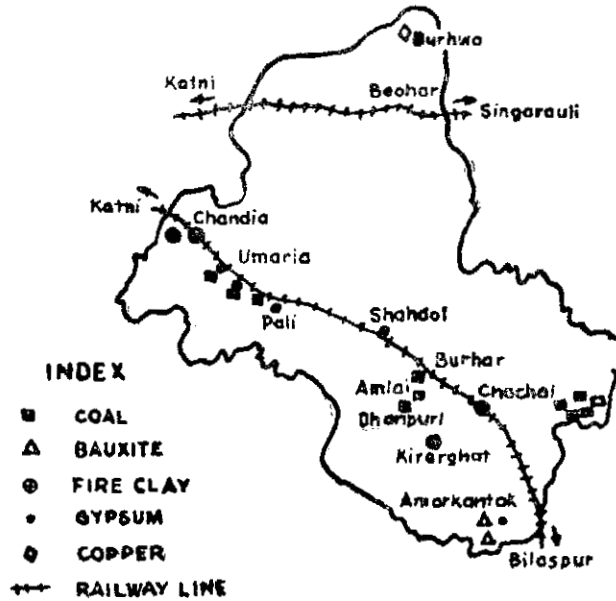 Burhwa
Katni
Beohar
Singarauli
Katni
Chandia
Umaria
Pali
Shahdol
Burhar
Amlai
Chachai
Dhanpuri
Kirarghat
Amarkantak
Bilaspur
INDEX
COAL
BAUXITE
FIRE CLAY
GYPSUM
COPPER
RAILWAY LINE